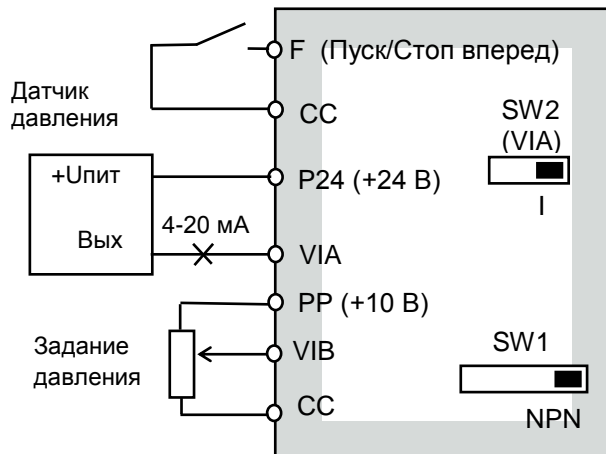 F (Пуск/Стоп вперед)
Датчик
давления
CC
SW2
(VIA)
+Uпит
P24 (+24 В)
I
4-20 мА
Вых
VIA
PP (+10 В)
Задание
давления
VIB
SW1
CC
NPN